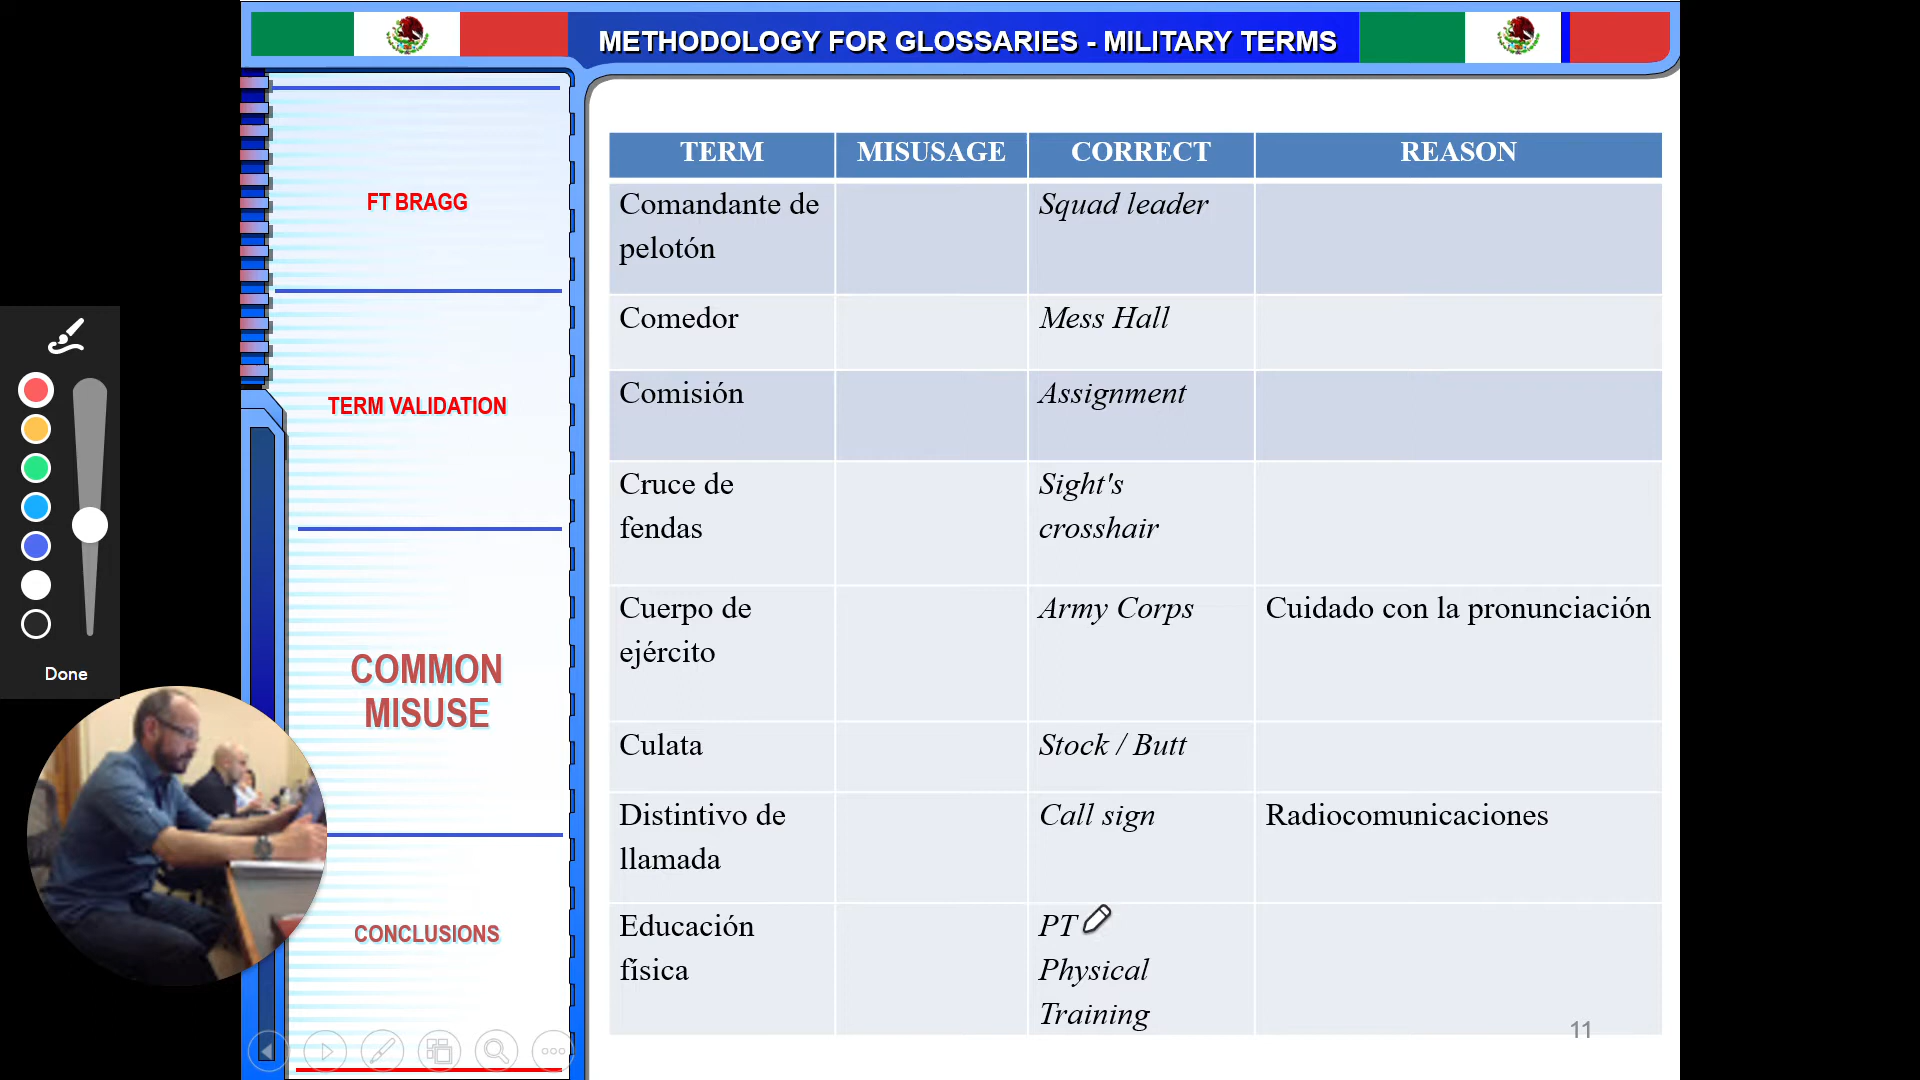 METHODOLOGY FOR GLOSSARIES - MILITARY TERMS
FT BRAGG
TERM VALIDATION
COMMON
MISUSE
CONCLUSIONS
Done
TERM MISUSAGE CORRECT REASON
Comandante de Squad leader
pelotón
Comedor Mess Hall
Comisión Assignment
Cruce de Sight's
fendas crosshair
Cuerpo de Army Corps Cuidado con la pronunciación
ejército
Culata Stock / Butt
Distintivo de Call sign Radiocomunicaciones
llamada
Educación PT
física Physical
Training
11